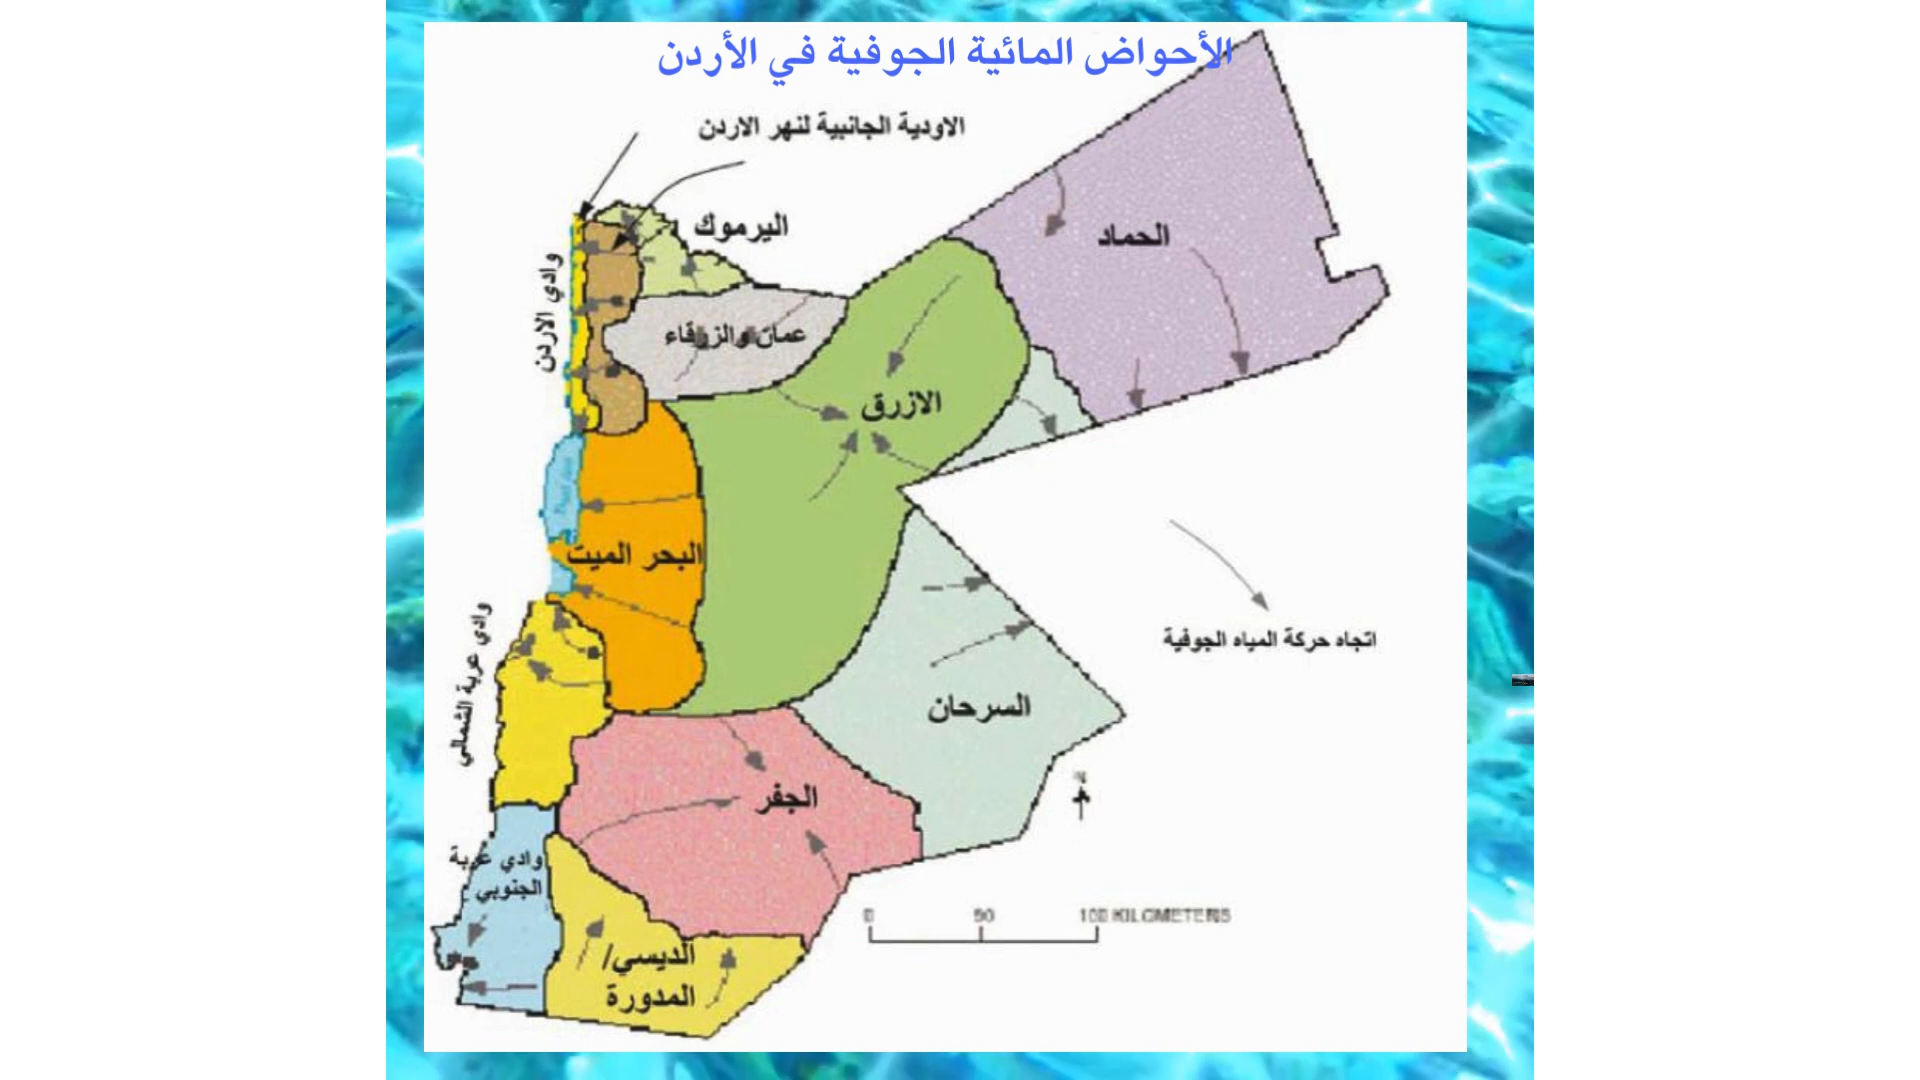 الأحواض المائية الجوفية في الأردن
الاودية الجانبية لنهر الاردن
اليرموك
الحماد
وادي الاردن
عمان والزرقاء
الازرق
البحر الميت
وادي عربة الشمالي
اتجاه حركة المياه الجوفية
السرحان
الجفر
N
وادي عربة
الجنوبي
0 50 100 KILOMETERS
الديسي/
المدورة